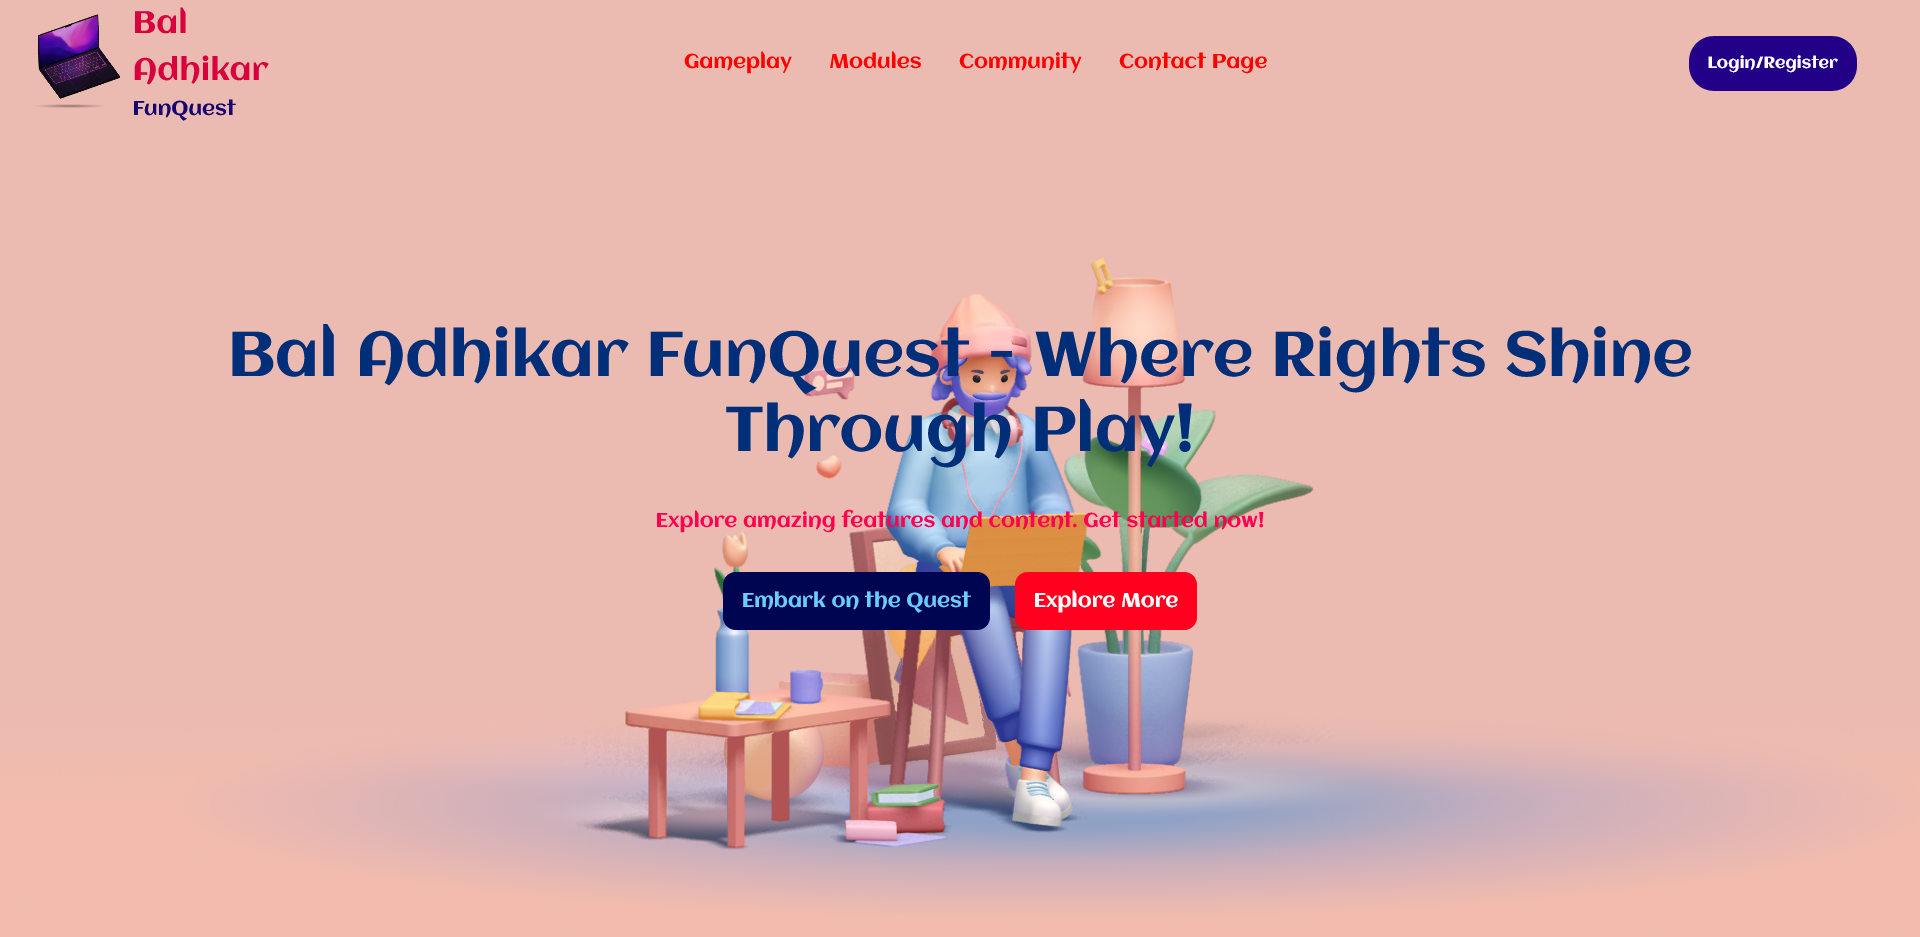 Bal
Adhikar
FunQuest
Gameplay Modules Community Contact Page
Login/Register
Bal Adhikar FunQuest - Where Rights Shine
Through Play!
Explore amazing features and content. Get started now!
Embark on the Quest Explore More